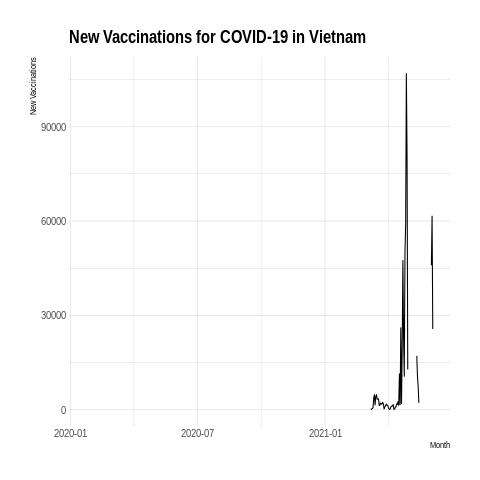 New Vaccinations for COVID-19 in Vietnam
New Vaccinations
90000
60000
30000
0
2020-01
2020-07
2021-01
Month